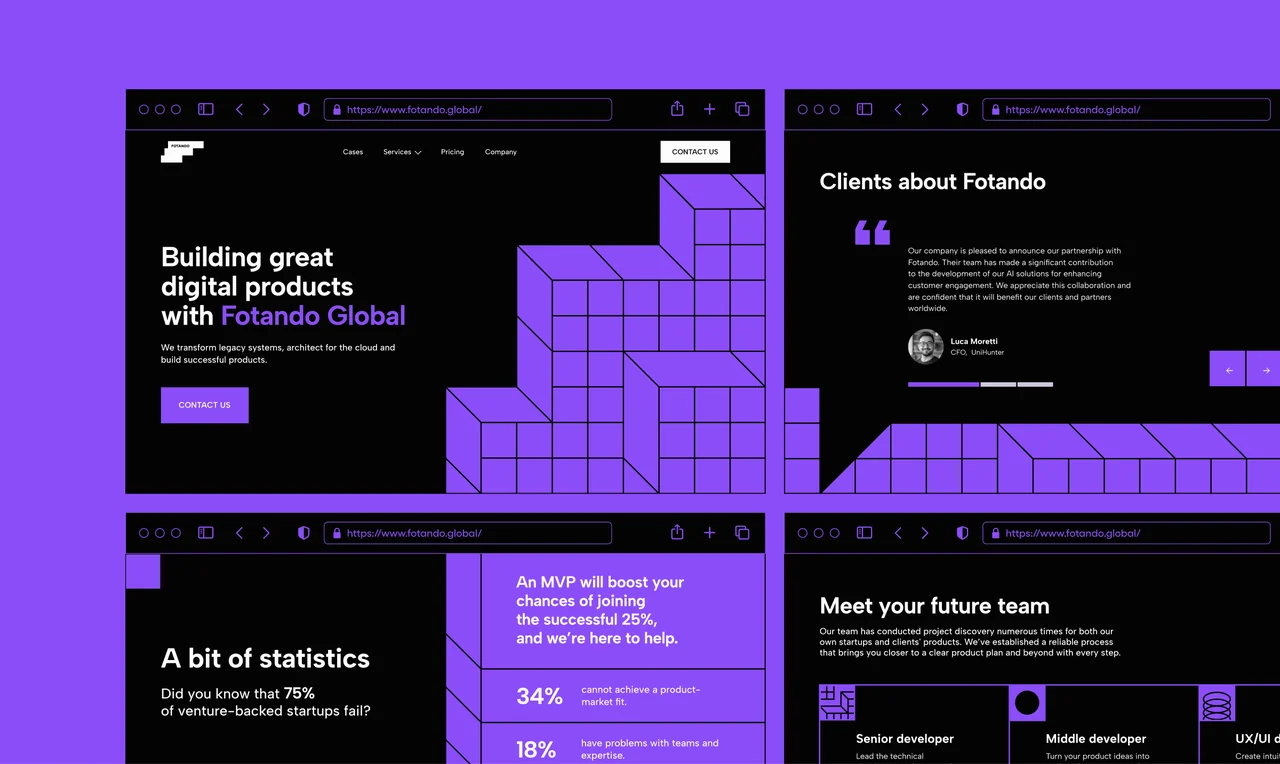 https://www.fotando.global/
FOTANDO
Cases
Services
Pricing
Company
CONTACT US
Building great
digital products
with Fotando Global
We transform legacy systems, architect for the cloud and
build successful products.
CONTACT US
https://www.fotando.global/
Clients about Fotando
Our company is pleased to announce our partnership with
Fotando. Their team has made a significant contribution
to the development of our AI solutions for enhancing
customer engagement. We appreciate this collaboration and
are confident that it will benefit our clients and partners
worldwide.
Luca Moretti
CFO, UniHunter
https://www.fotando.global/
A bit of statistics
Did you know that 75%
of venture-backed startups fail?
An MVP will boost your
chances of joining
the successful 25%,
and we're here to help.
34%
cannot achieve a product-
market fit.
18%
have problems with teams and
expertise.
https://www.fotando.global/
Meet your future team
Our team has conducted project discovery numerous times for both our
own startups and clients' products. We've established a reliable process
that brings you closer to a clear product plan and beyond with every step.
Senior developer
Lead the technical
Middle developer
Turn your product ideas into
UX/UI d
Create intui